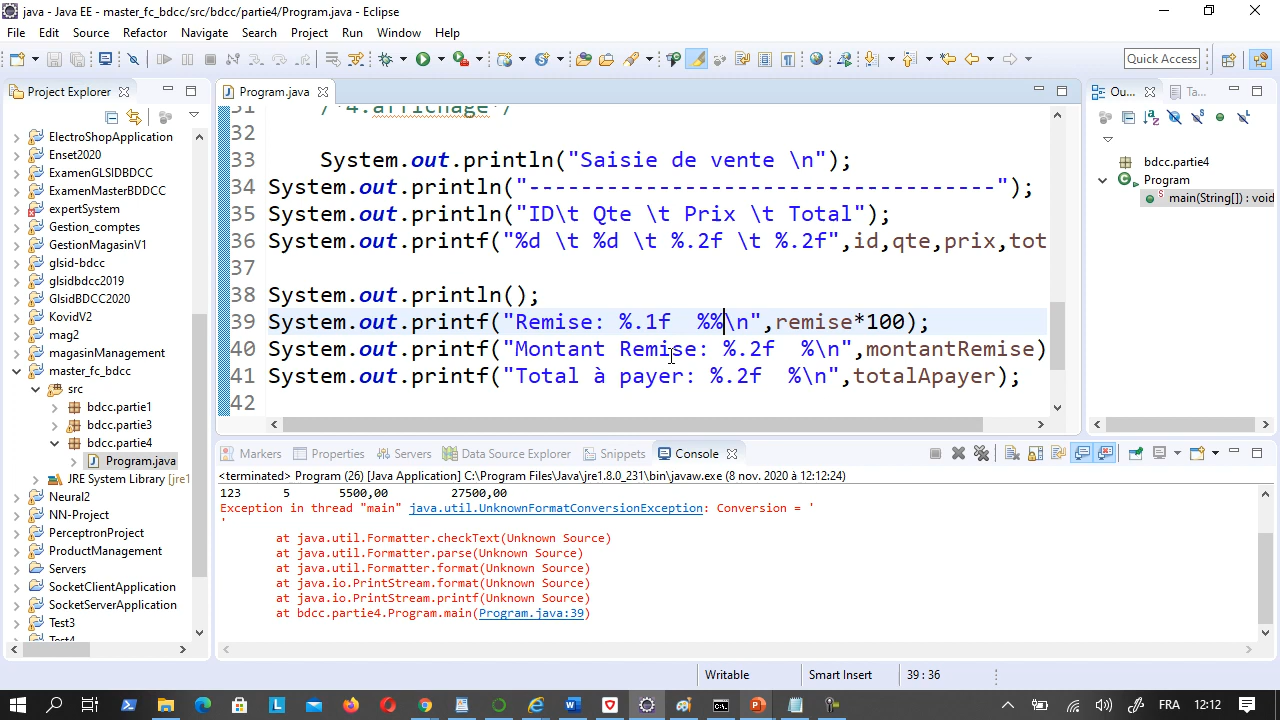 java - Java EE - master_fc_bdcc/src/bdcc/partie4/Program.java - Eclipse
File Edit Source Refactor Navigate Search Project Run Window Help
Quick Access
Project Explorer
ElectroShopApplication
Enset2020
ExamenGLSIDBDCC
ExamenMasterBDDCC
expertSystem
Gestion_comptes
GestionMagasinV1
glsid-bdcc
glsidbdcc2019
GlsidBDCC2020
KovidV2
mag2
magasinManagement
master_fc_bdcc
src
bdcc.partie1
bdcc.partie3
bdcc.partie4
Program.java
JRE System Library [jre1
Neural2
NN-Project
PerceptronProject
ProductManagement
Servers
SocketClientApplication
SocketServerApplication
Test3
Test4
Program.java
31 /*4.affichage*/
32
33 System.out.println("Saisie de vente \n");
34 System.out.println("------------------------------------");
35 System.out.println("ID\t Qte \t Prix \t Total");
36 System.out.printf("%d \t %d \t %.2f \t %.2f",id,qte,prix,tot
37
38 System.out.println();
39 System.out.printf("Remise: %.1f  %%\n",remise*100);
40 System.out.printf("Montant Remise: %.2f  %\n",montantRemise)
41 System.out.printf("Total à payer: %.2f  %\n",totalApayer);
42
Ou... Ta...
bdcc.partie4
Program
main(String[]) : void
Markers Properties Servers Data Source Explorer Snippets Console
<terminated> Program (26) [Java Application] C:\Program Files\Java\jre1.8.0_231\bin\javaw.exe (8 nov. 2020 à 12:12:24)
123 5 5500,00 27500,00
Exception in thread "main" java.util.UnknownFormatConversionException: Conversion = '
'
at java.util.Formatter.checkText(Unknown Source)
at java.util.Formatter.parse(Unknown Source)
at java.util.Formatter.format(Unknown Source)
at java.io.PrintStream.format(Unknown Source)
at java.io.PrintStream.printf(Unknown Source)
at bdcc.partie4.Program.main(Program.java:39)
Writable Smart Insert 39 : 36
FRA 12:12